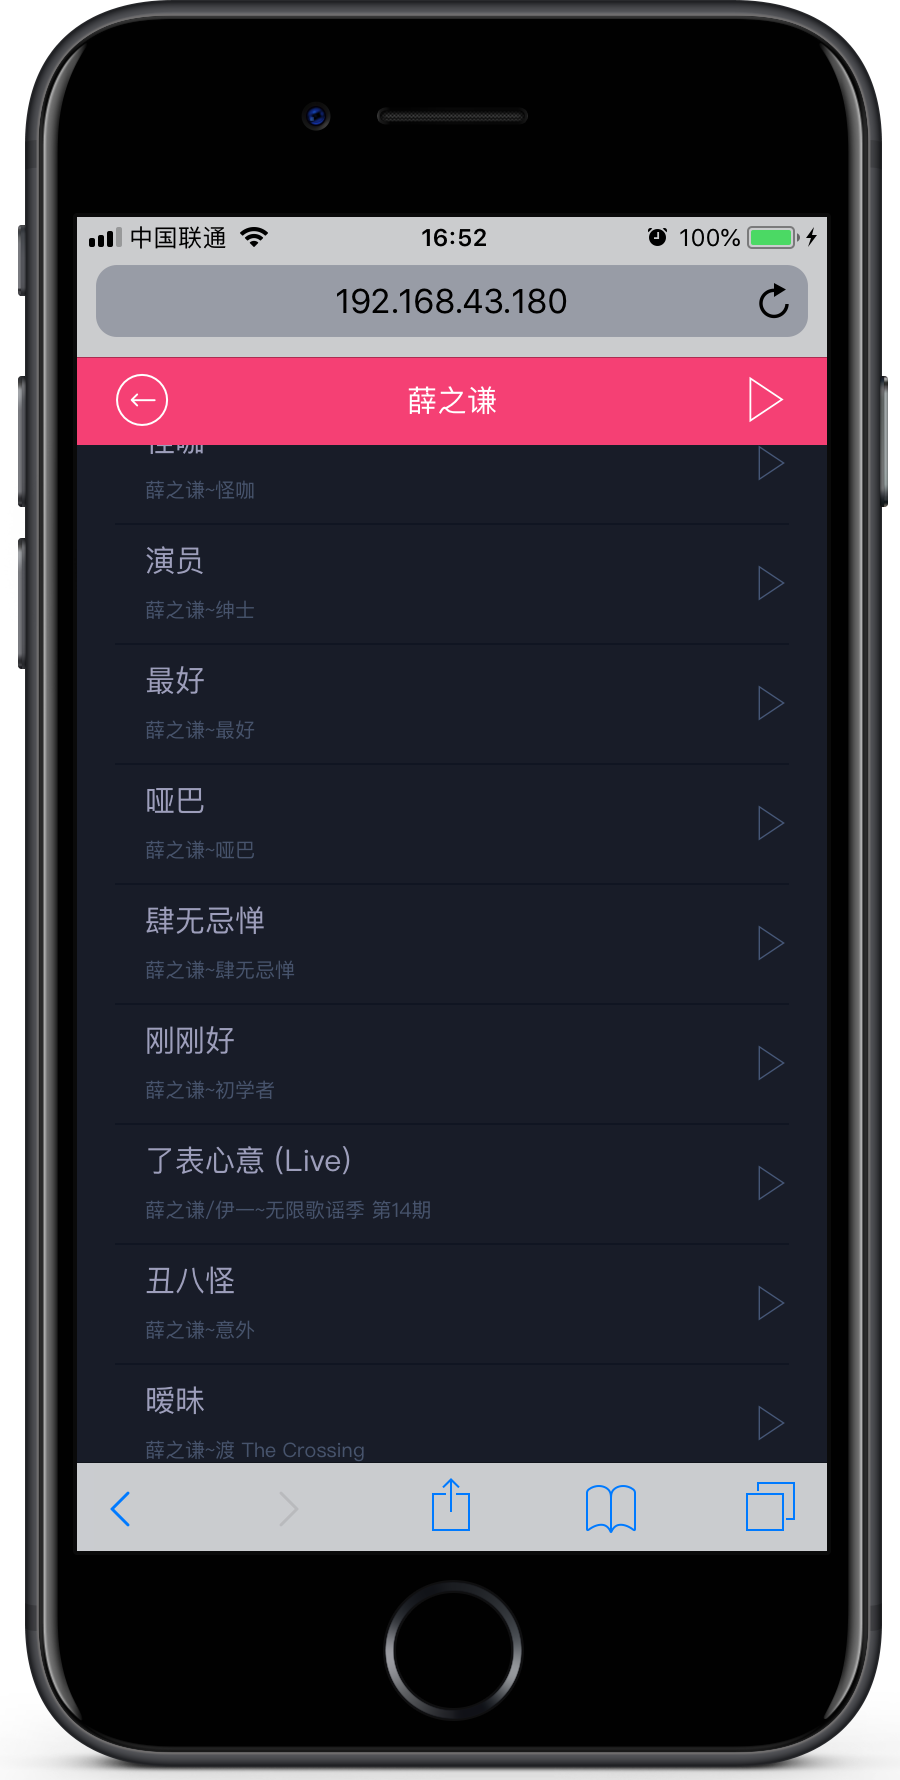 中国联通 16:52 100%
192.168.43.180
薛之谦
怪咖
薛之谦~怪咖
演员
薛之谦~绅士
最好
薛之谦~最好
哑巴
薛之谦~哑巴
肆无忌惮
薛之谦~肆无忌惮
刚刚好
薛之谦~初学者
了表心意 (Live)
薛之谦/伊一~无限歌谣季 第14期
丑八怪
薛之谦~意外
暧昧
薛之谦~渡 The Crossing